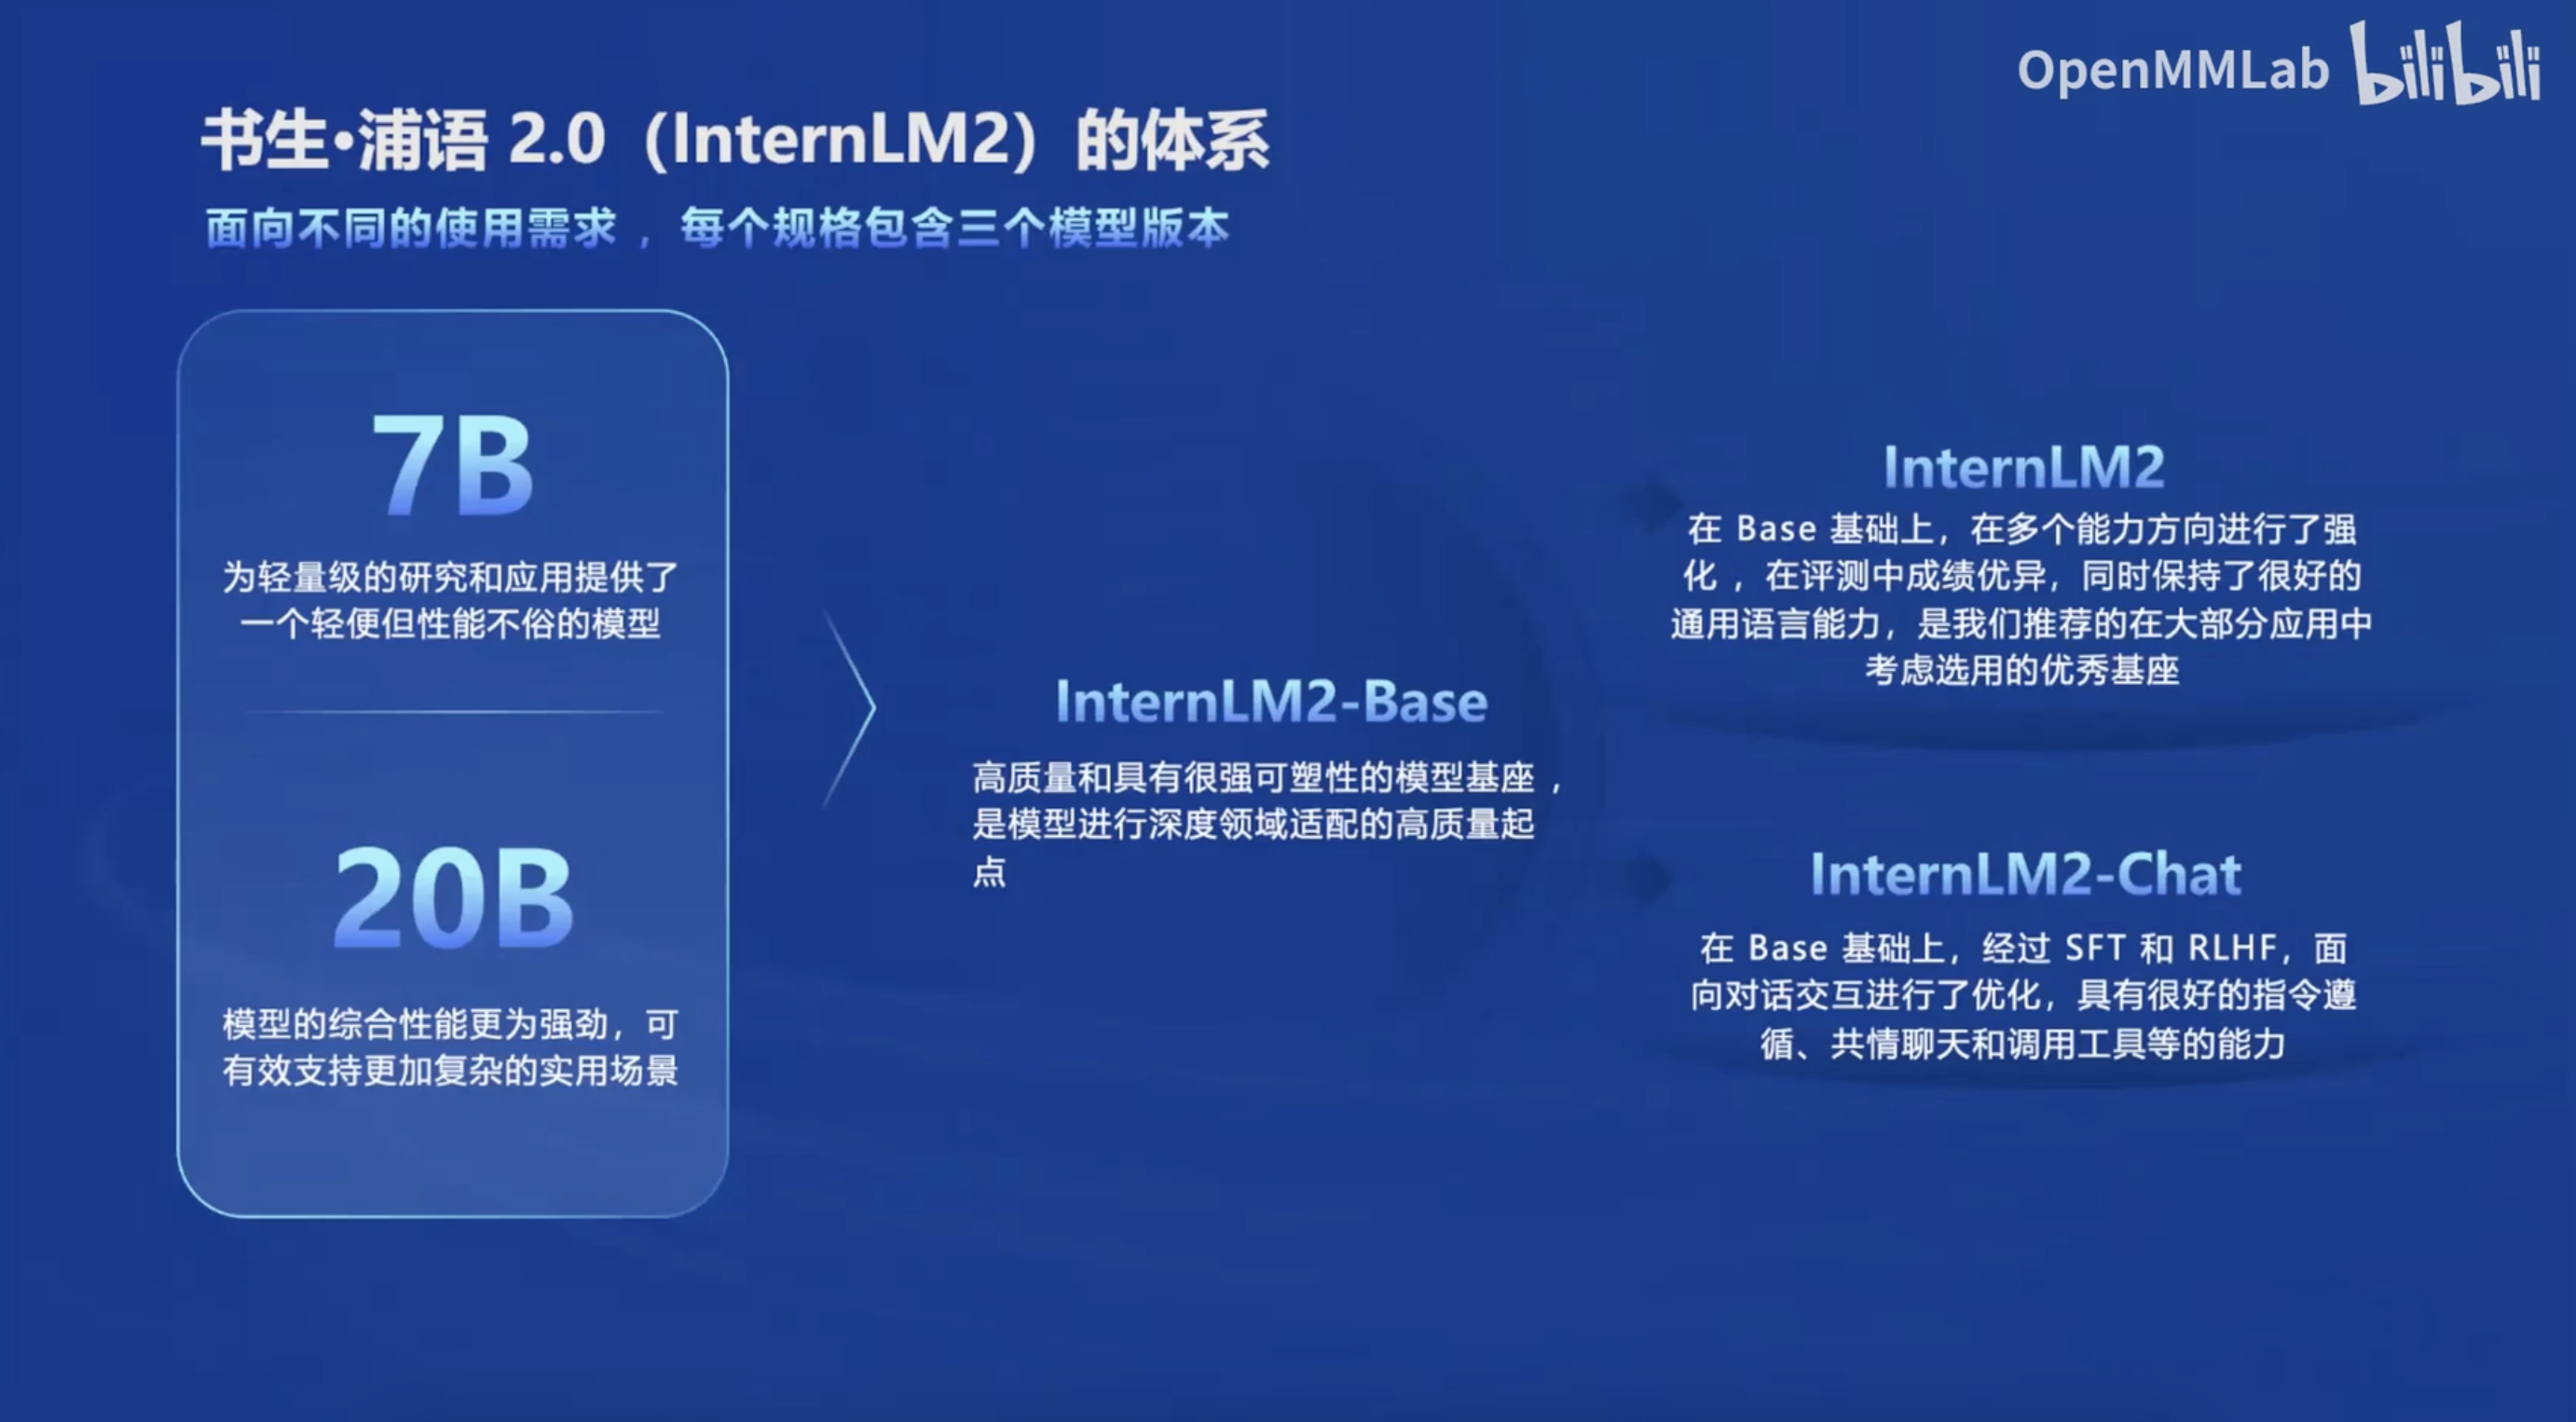 OpenMMLab bilibili
书生•浦语 2.0（InternLM2）的体系
面向不同的使用需求 ，每个规格包含三个模型版本
7B
为轻量级的研究和应用提供了
一个轻便但性能不俗的模型
20B
模型的综合性能更为强劲，可
有效支持更加复杂的实用场景
InternLM2-Base
高质量和具有很强可塑性的模型基座 ，
是模型进行深度领域适配的高质量起
点
InternLM2
在 Base 基础上，在多个能力方向进行了强
化 ，在评测中成绩优异，同时保持了很好的
通用语言能力，是我们推荐的在大部分应用中
考虑选用的优秀基座
InternLM2-Chat
在 Base 基础上，经过 SFT 和 RLHF，面
向对话交互进行了优化，具有很好的指令遵
循、共情聊天和调用工具等的能力